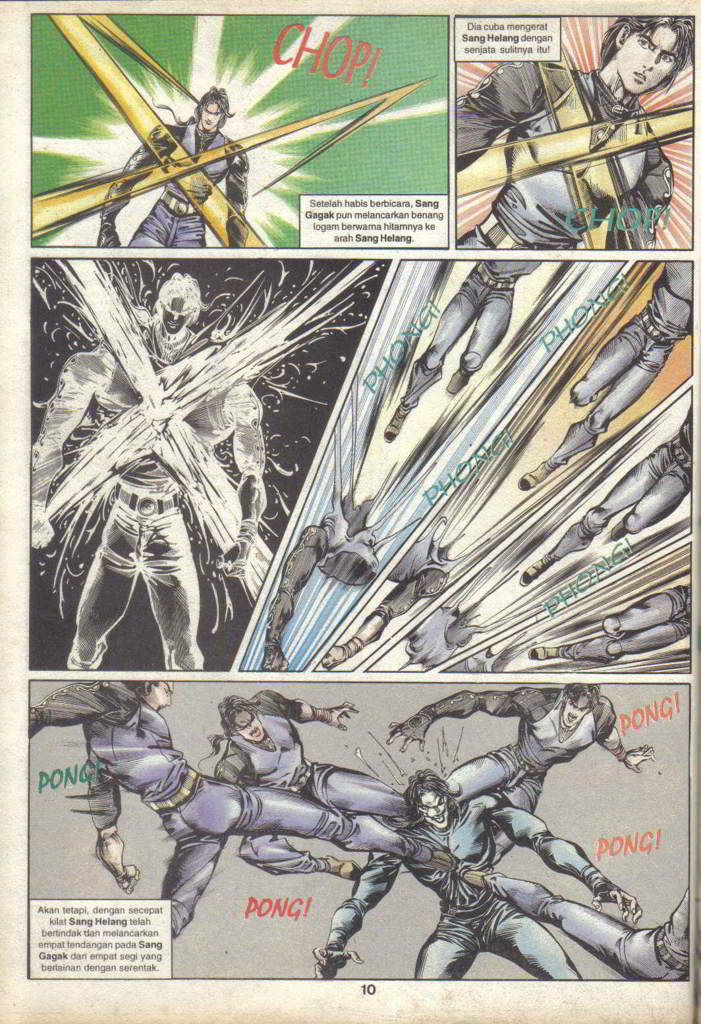 CHOP!
Setelah habis berbicara, Sang
Gagak pun melancarkan benang
logam berwarna hitamnya ke
arah Sang Helang.
Dia cuba mengerat
Sang Helang dengan
senjata sulitnya itu!
CHOP!
PHONG!
PHONG!
PHONG!
PHONG!
PONG!
PONG!
PONG!
PONG!
Akan tetapi, dengan secepat
kilat Sang Helang telah
bertindak dan melancarkan
empat tendangan pada Sang
Gagak dari empat segi yang
berlainan dengan serentak.
10